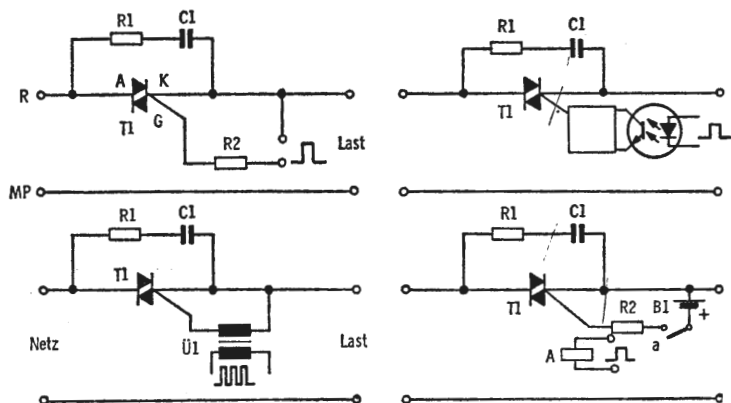 R1 C1
A K
R
T1 G
R2
Last
MP
R1 C1
T1
R1 C1
T1
Netz Ü1 Last
R1 C1
T1
R2 B1
+
A a